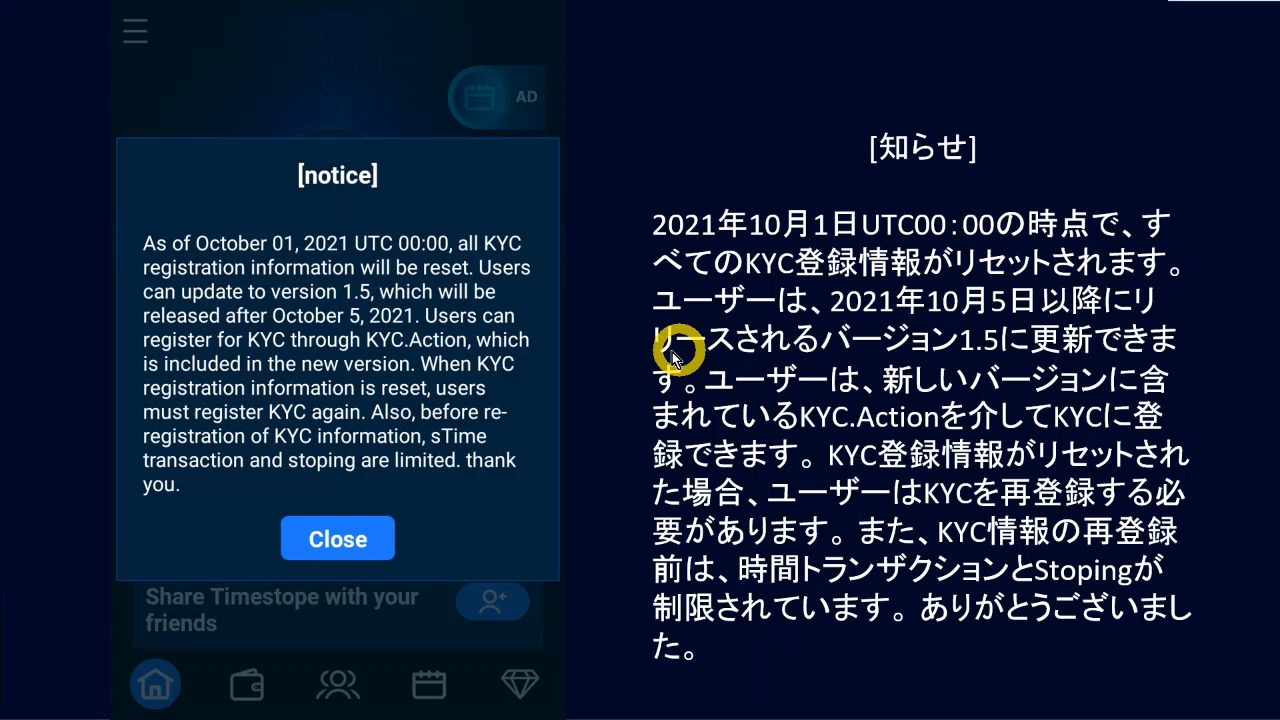 AD
[notice]
As of October 01, 2021 UTC 00:00, all KYC
registration information will be reset. Users
can update to version 1.5, which will be
released after October 5, 2021. Users can
register for KYC through KYC.Action, which
is included in the new version. When KYC
registration information is reset, users
must register KYC again. Also, before re-
registration of KYC information, sTime
transaction and stoping are limited. thank
you.
Close
Share Timestope with your
friends
[知らせ]
2021年10月1日UTC00:00の時点で、す
べてのKYC登録情報がリセットされます。
ユーザーは、2021年10月5日以降にリ
リースされるバージョン1.5に更新できま
す。ユーザーは、新しいバージョンに含
まれているKYC.Actionを介してKYCに登
録できます。KYC登録情報がリセットされ
た場合、ユーザーはKYCを再登録する必
要があります。また、KYC情報の再登録
前は、時間トランザクションとStopingが
制限されています。ありがとうございまし
た。